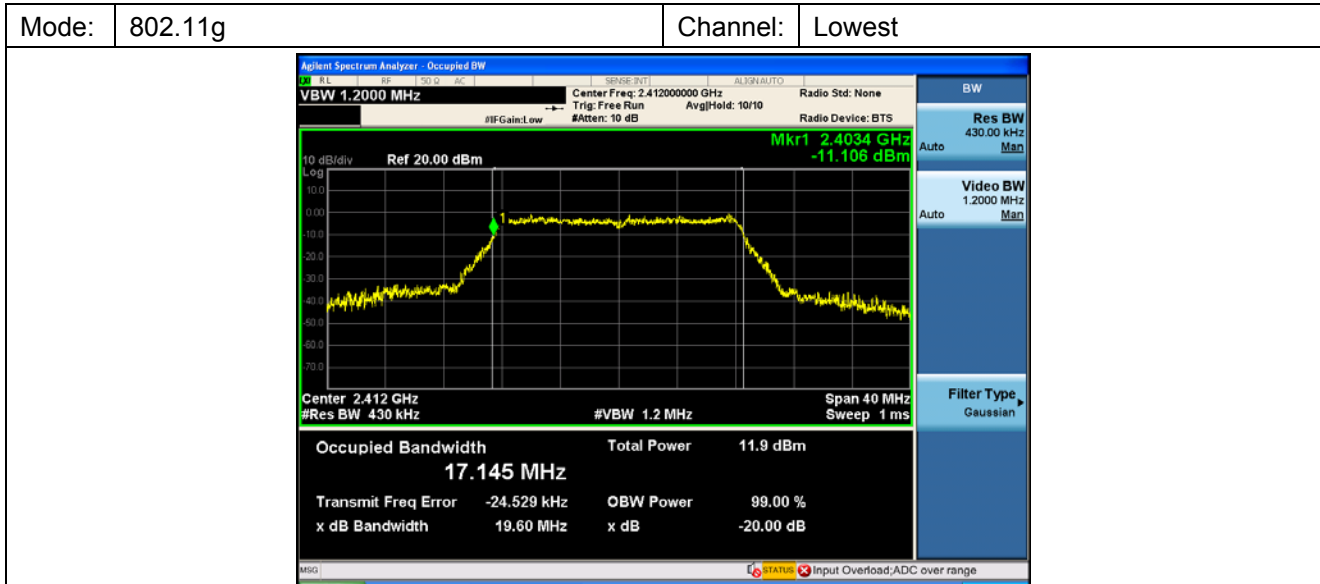 Mode: 802.11g Channel: Lowest
Agilent Spectrum Analyzer - Occupied BW
RL RF 50 Ω AC SENSE:INT ALIGN AUTO
VBW 1.2000 MHz
Center Freq: 2.412000000 GHz Radio Std: None
Trig: Free Run Avg|Hold: 10/10
#IFGain:Low #Atten: 10 dB Radio Device: BTS
Mkr1 2.4034 GHz
-11.106 dBm
10 dB/div Ref 20.00 dBm
Log
10.0
0.00
-10.0
-20.0
-30.0
-40.0
-50.0
-60.0
-70.0
1
Center 2.412 GHz Span 40 MHz
#Res BW 430 kHz #VBW 1.2 MHz Sweep 1 ms
Occupied Bandwidth Total Power 11.9 dBm
17.145 MHz
Transmit Freq Error -24.529 kHz OBW Power 99.00 %
x dB Bandwidth 19.60 MHz x dB -20.00 dB
MSG STATUS Input Overload;ADC over range
BW
Res BW
430.00 kHz
Auto Man
Video BW
1.2000 MHz
Auto Man
Filter Type
Gaussian